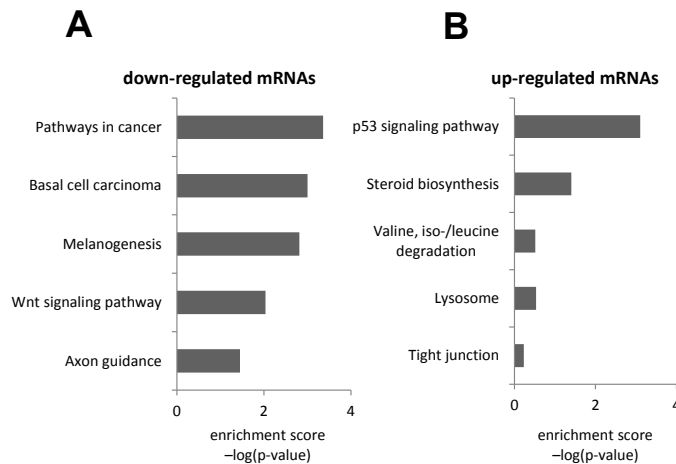 A
down-regulated mRNAs
Pathways in cancer
Basal cell carcinoma
Melanogenesis
Wnt signaling pathway
Axon guidance
0 2 4
enrichment score
–log(p-value)
B
up-regulated mRNAs
p53 signaling pathway
Steroid biosynthesis
Valine, iso-/leucine
degradation
Lysosome
Tight junction
0 2 4
enrichment score
–log(p-value)